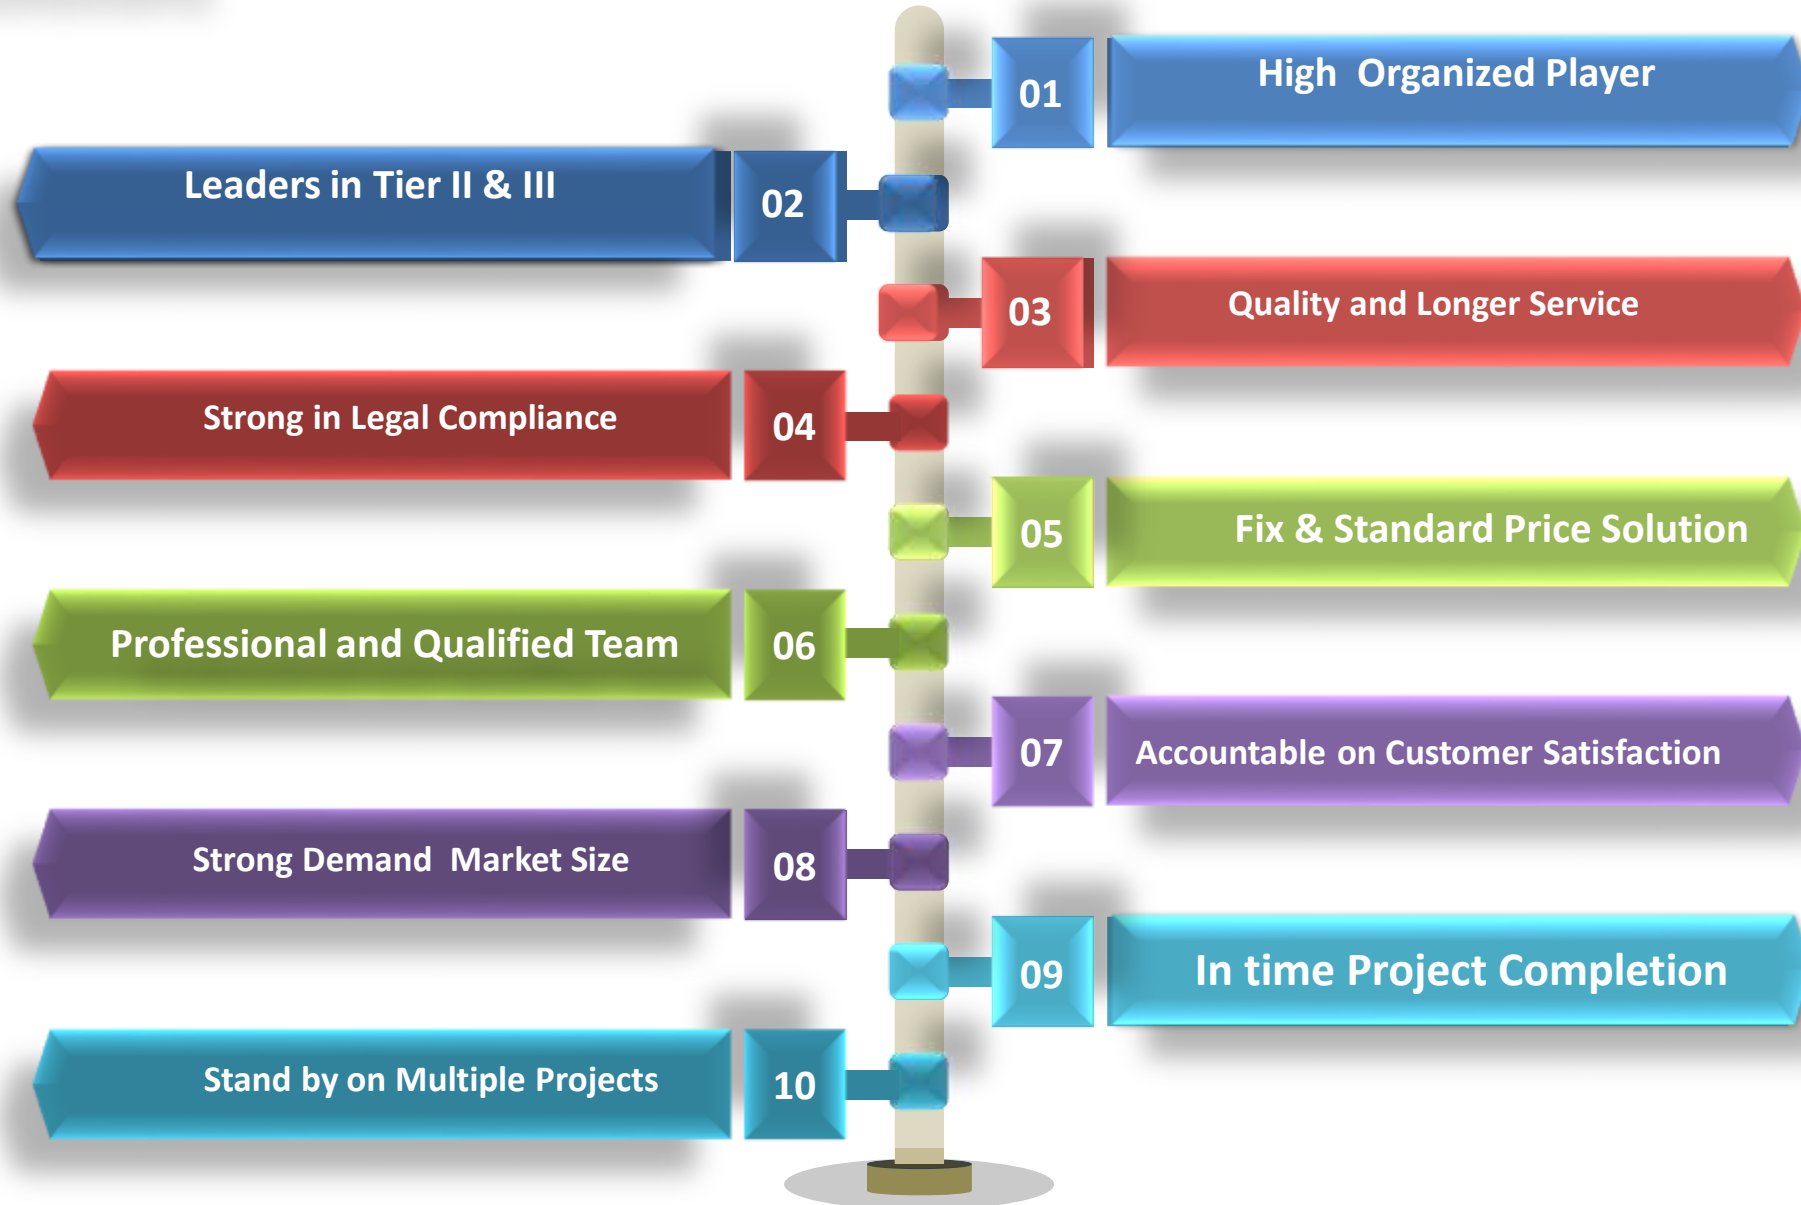 01
High Organized Player
Leaders in Tier II & III
02
03
Quality and Longer Service
Strong in Legal Compliance
04
05
Fix & Standard Price Solution
Professional and Qualified Team
06
07
Accountable on Customer Satisfaction
Strong Demand Market Size
08
09
In time Project Completion
Stand by on Multiple Projects
10